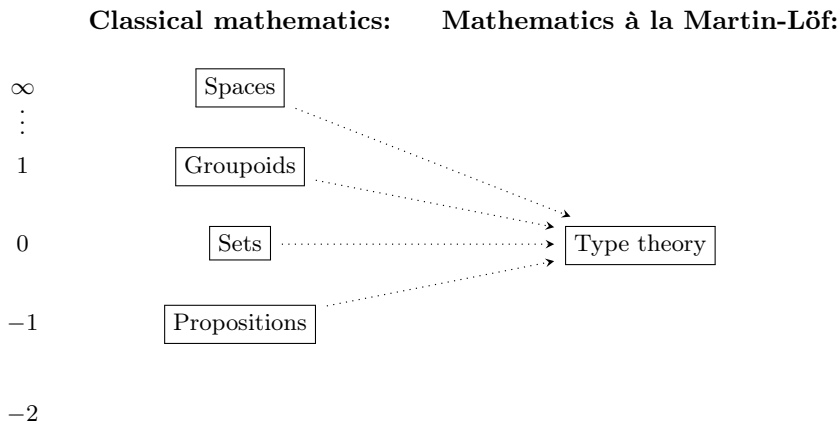 Classical mathematics: Mathematics à la Martin-Löf:
∞ Spaces
⋮
1 Groupoids
0 Sets Type theory
−1 Propositions
−2